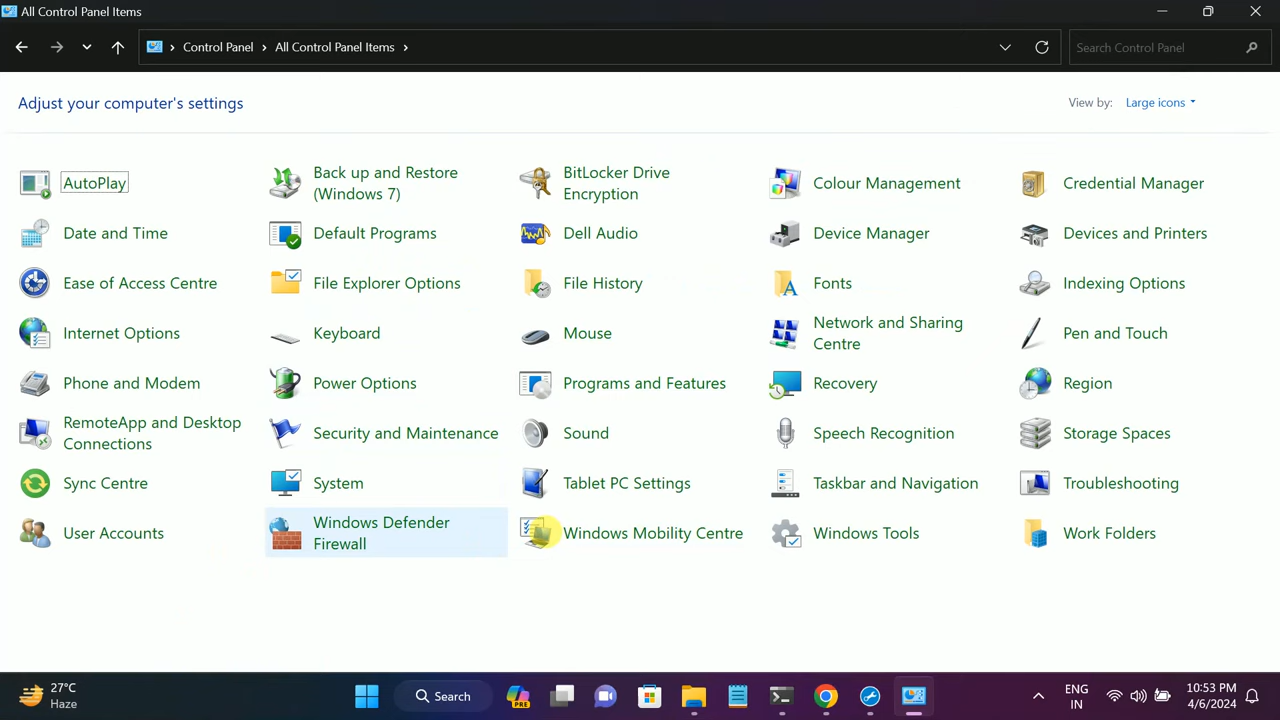 All Control Panel Items
Control Panel
All Control Panel Items
Search Control Panel
Adjust your computer's settings
View by: Large icons
AutoPlay
Back up and Restore
(Windows 7)
BitLocker Drive
Encryption
Colour Management
Credential Manager
Date and Time
Default Programs
Dell Audio
Device Manager
Devices and Printers
Ease of Access Centre
File Explorer Options
File History
Fonts
Indexing Options
Internet Options
Keyboard
Mouse
Network and Sharing
Centre
Pen and Touch
Phone and Modem
Power Options
Programs and Features
Recovery
Region
RemoteApp and Desktop
Connections
Security and Maintenance
Sound
Speech Recognition
Storage Spaces
Sync Centre
System
Tablet PC Settings
Taskbar and Navigation
Troubleshooting
User Accounts
Windows Defender
Firewall
Windows Mobility Centre
Windows Tools
Work Folders
27°C
Haze
Search
PRE
ENG
IN
10:53 PM
4/6/2024